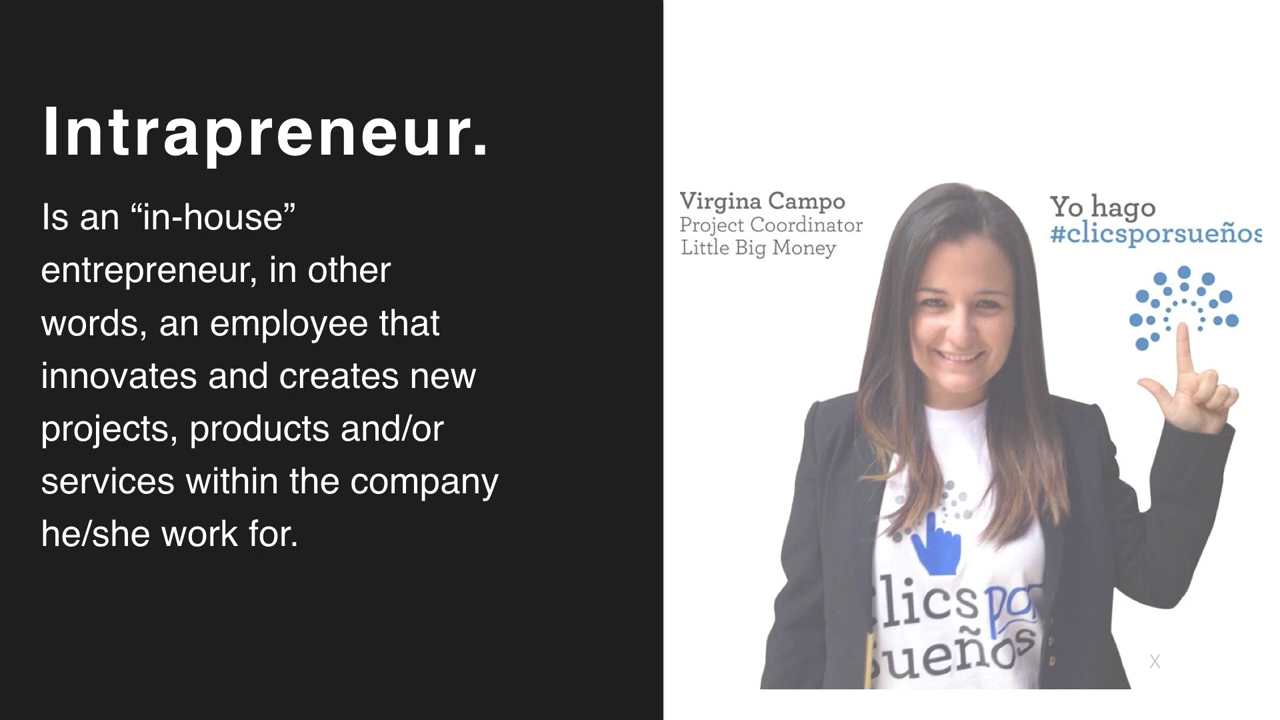 Intrapreneur.
Is an “in-house”
entrepreneur, in other
words, an employee that
innovates and creates new
projects, products and/or
services within the company
he/she work for.
Virgina Campo
Project Coordinator
Little Big Money
Yo hago
#clicsporsueños
clicspor
sueños
X